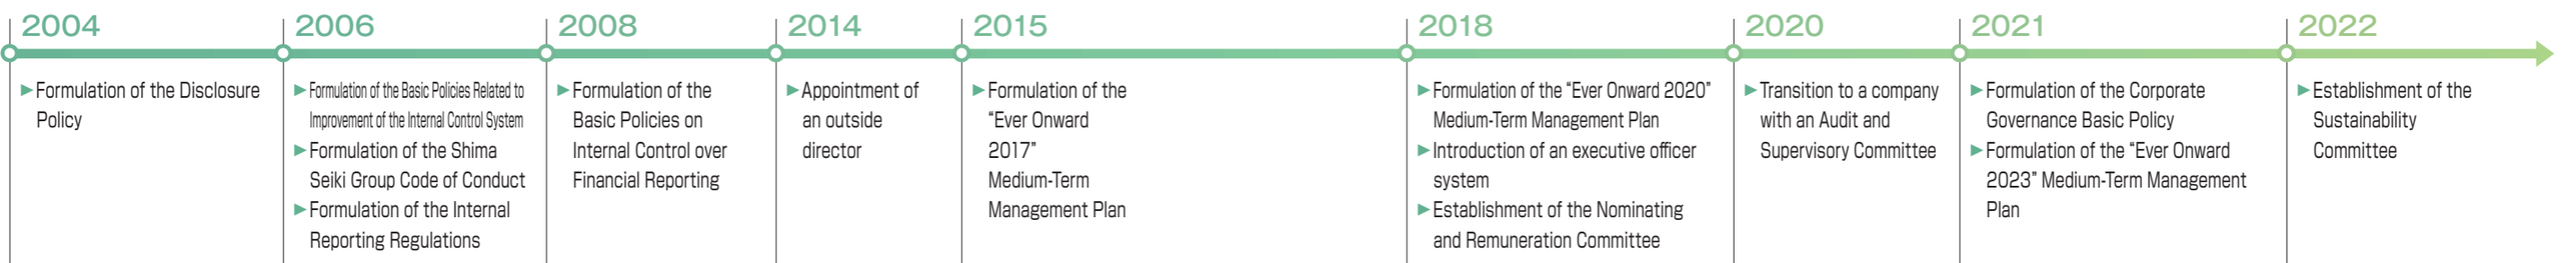 2004
▶Formulation of the Disclosure
Policy
2006
▶Formulation of the Basic Policies Related to
Improvement of the Internal Control System
▶Formulation of the Shima
Seiki Group Code of Conduct
▶Formulation of the Internal
Reporting Regulations
2008
▶Formulation of the
Basic Policies on
Internal Control over
Financial Reporting
2014
▶Appointment of
an outside
director
2015
▶Formulation of the
“Ever Onward
2017”
Medium-Term
Management Plan
2018
▶Formulation of the “Ever Onward 2020”
Medium-Term Management Plan
▶Introduction of an executive officer
system
▶Establishment of the Nominating
and Remuneration Committee
2020
▶Transition to a company
with an Audit and
Supervisory Committee
2021
▶Formulation of the Corporate
Governance Basic Policy
▶Formulation of the “Ever Onward
2023” Medium-Term Management
Plan
2022
▶Establishment of the
Sustainability
Committee